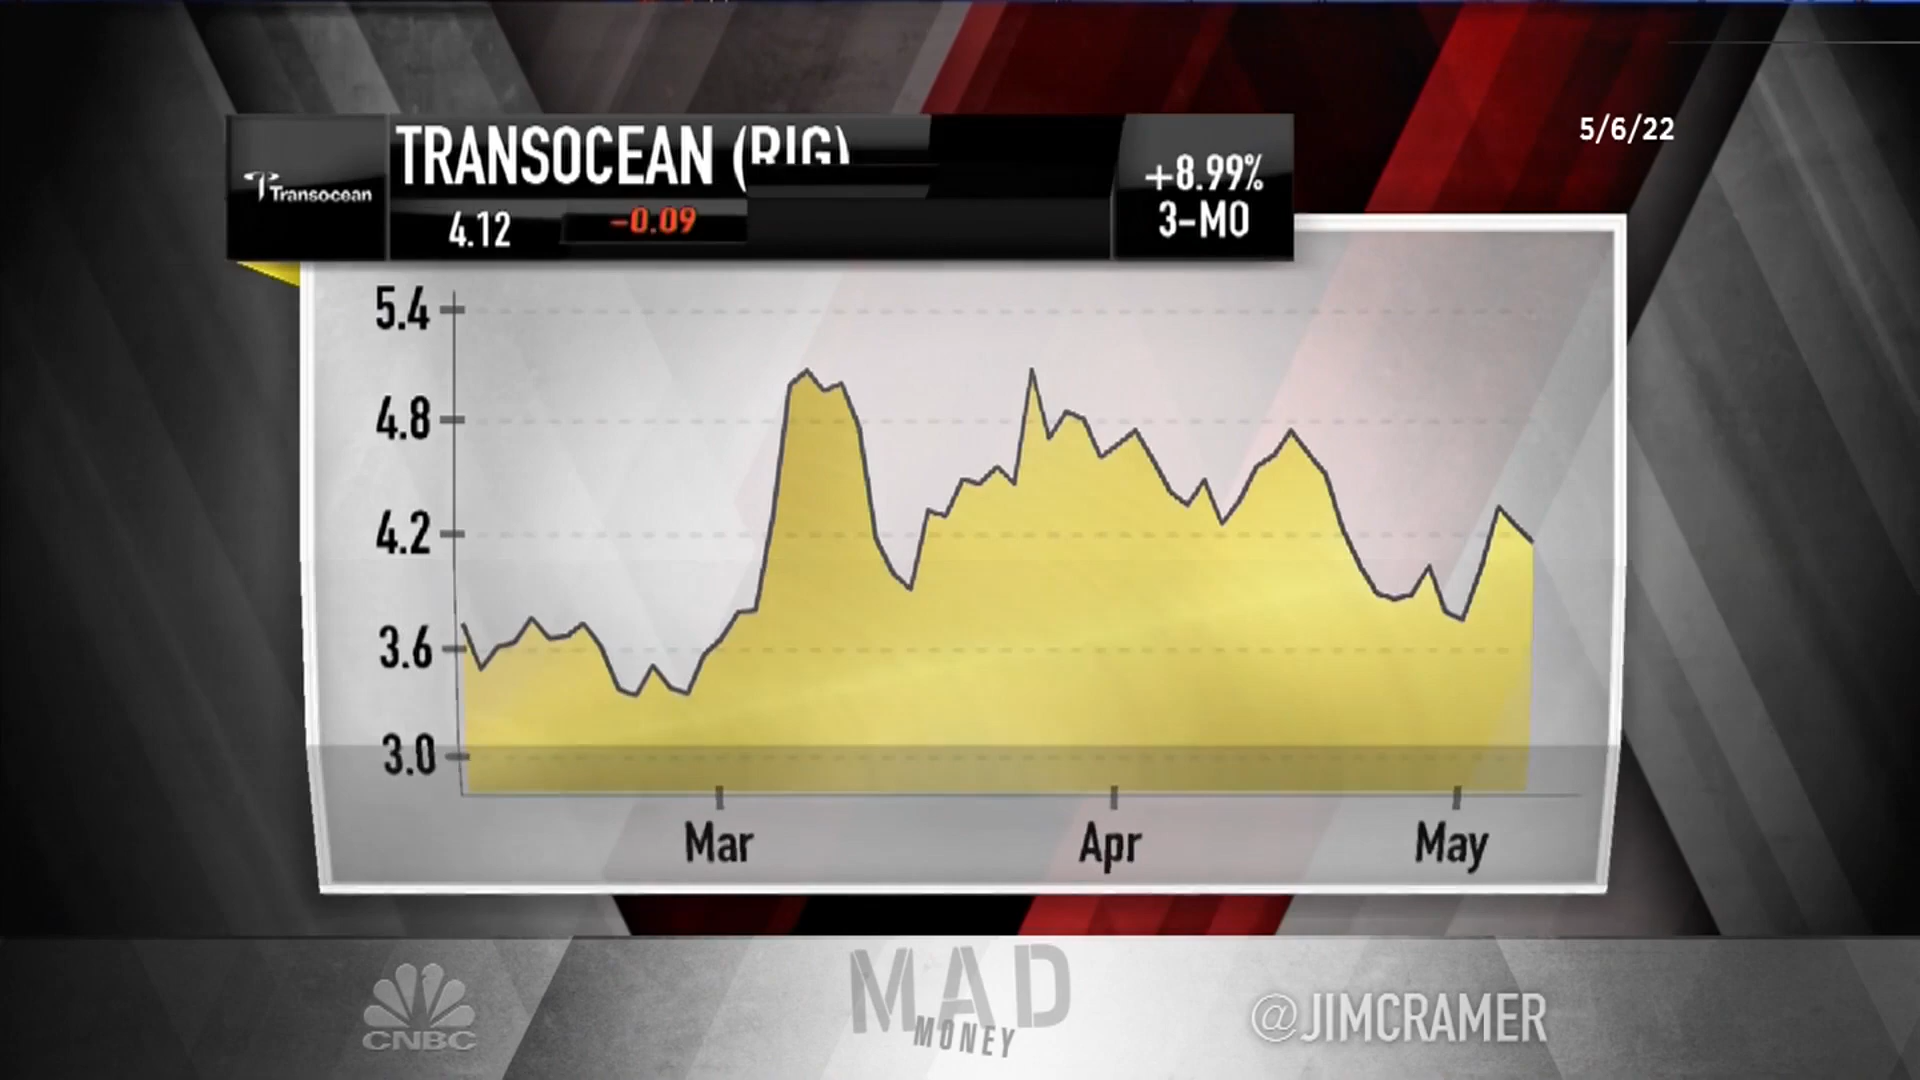 5/6/22
Transocean
TRANSOCEAN (RIG)
4.12
-0.09
+8.99%
3-MO
5.4
4.8
4.2
3.6
3.0
Mar
Apr
May
CNBC
MAD
MONEY
@JIMCRAMER